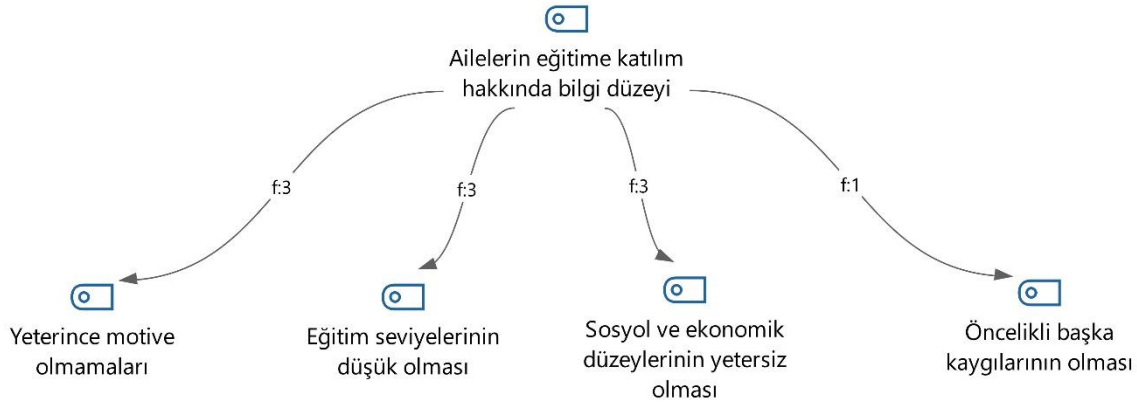 Ailelerin eğitime katılım
hakkında bilgi düzeyi
f:3
f:3
f:3
f:1
Yeterince motive
olmamaları
Eğitim seviyelerinin
düşük olması
Sosyol ve ekonomik
düzeylerinin yetersiz
olması
Öncelikli başka
kaygılarının olması